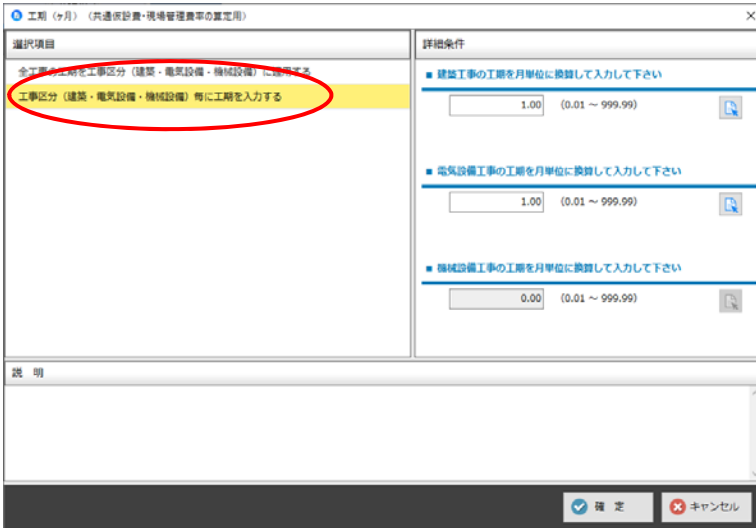 工期（ヶ月）（共通仮設費・現場管理費率の算定用）
選択項目
全工事の工期を工事区分（建築・電気設備・機械設備）に適用する
工事区分（建築・電気設備・機械設備）毎に工期を入力する
詳細条件
■ 建築工事の工期を月単位に換算して入力して下さい
1.00 (0.01 ～ 999.99)
■ 電気設備工事の工期を月単位に換算して入力して下さい
1.00 (0.01 ～ 999.99)
■ 機械設備工事の工期を月単位に換算して入力して下さい
0.00 (0.01 ～ 999.99)
説 明
確 定
キャンセル